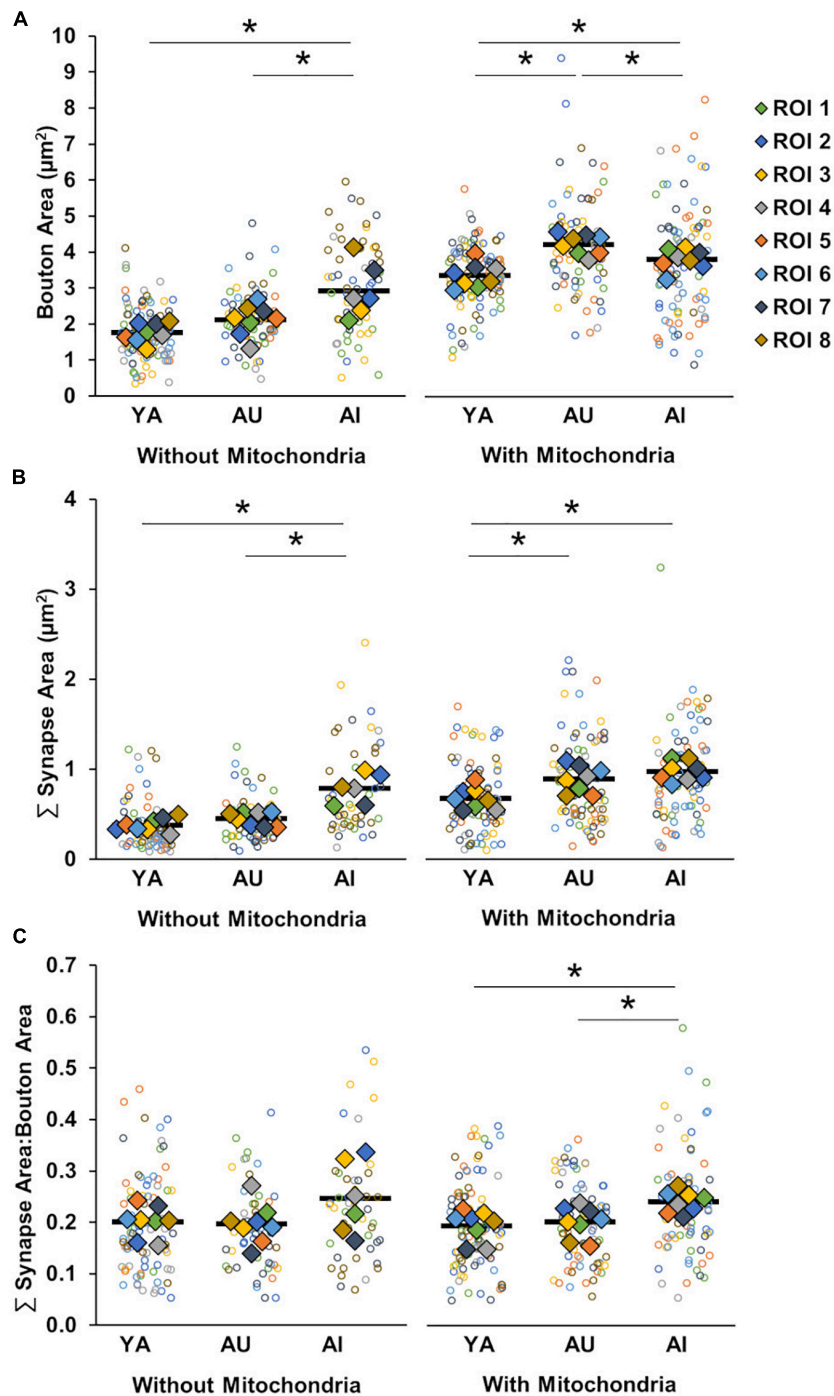 A
Bouton Area (µm²)
10
9
8
7
6
5
4
3
2
1
0
* * * * *
YA AU AI YA AU AI
Without Mitochondria With Mitochondria
ROI 1
ROI 2
ROI 3
ROI 4
ROI 5
ROI 6
ROI 7
ROI 8
B
∑ Synapse Area (µm²)
4
3
2
1
0
* * * *
YA AU AI YA AU AI
Without Mitochondria With Mitochondria
C
∑ Synapse Area:Bouton Area
0.7
0.6
0.5
0.4
0.3
0.2
0.1
0.0
* *
YA AU AI YA AU AI
Without Mitochondria With Mitochondria